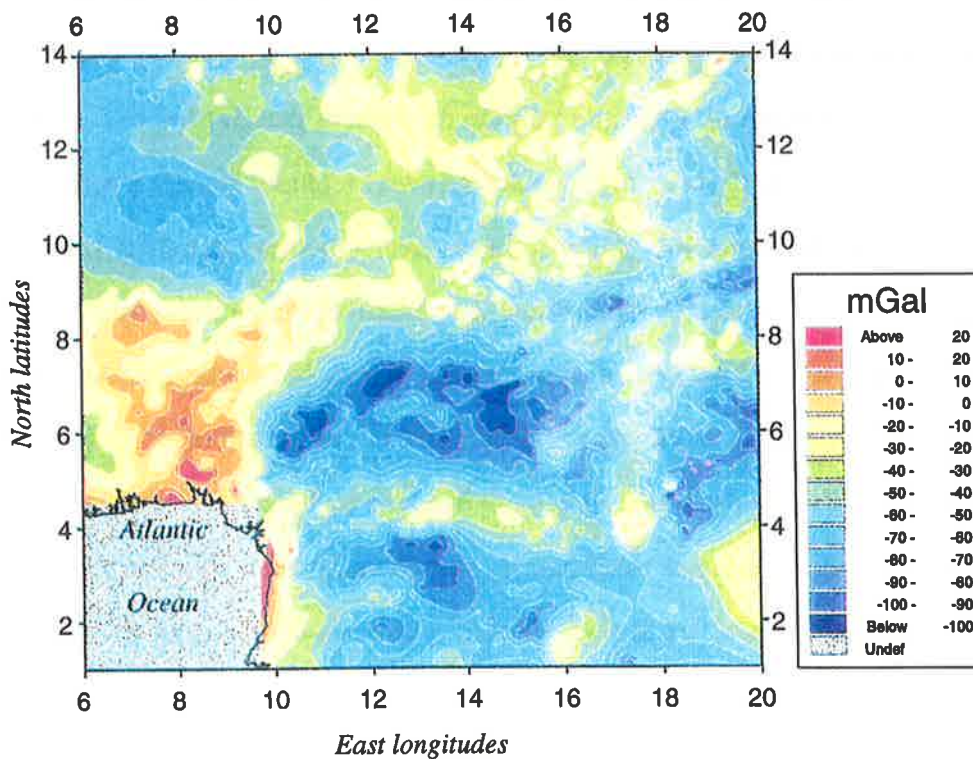 6 8 10 12 14 16 18 20
14 14
12 12
10 10
8 8
6 6
4 4
2 2
North latitudes
Atlantic
Ocean
6 8 10 12 14 16 18 20
East longitudes
mGal
Above 20
10 - 20
0 - 10
-10 - 0
-20 - -10
-30 - -20
-40 - -30
-50 - -40
-60 - -50
-70 - -60
-80 - -70
-90 - -80
-100 - -90
Below -100
Undef